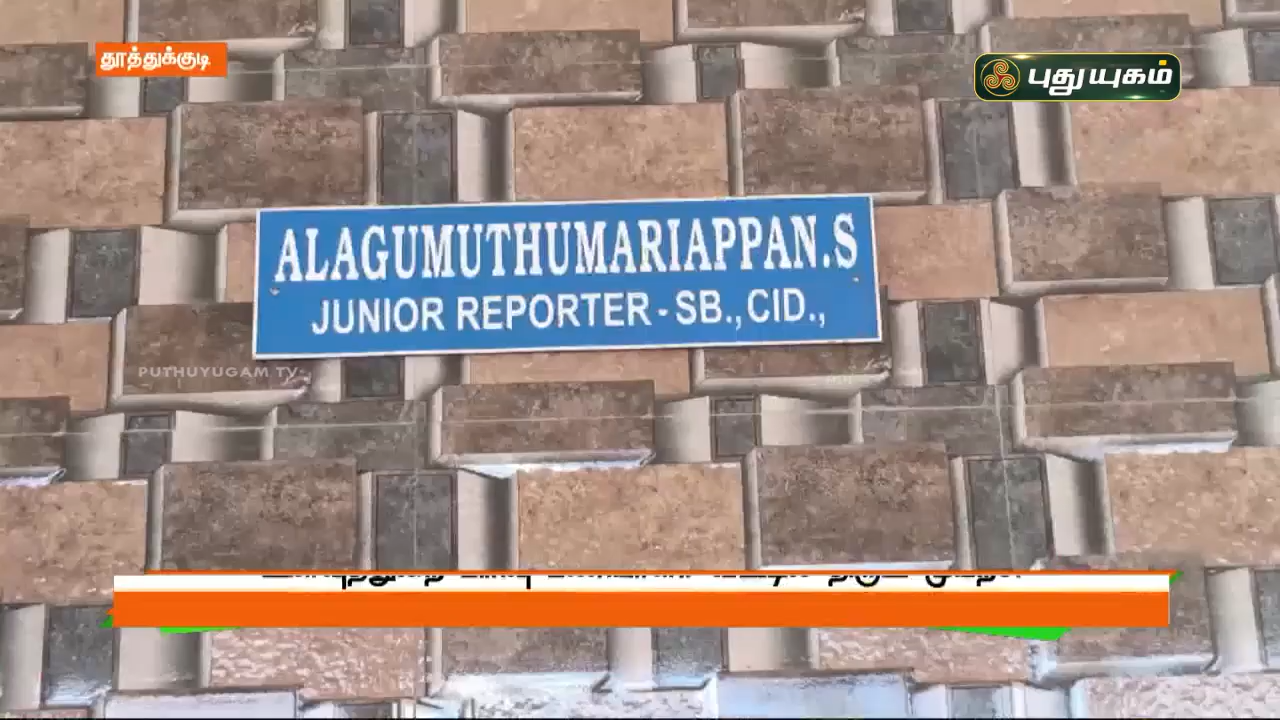 தூத்துக்குடி
புதுயுகம்
ALAGUMUTHUMARIAPPAN.S
JUNIOR REPORTER - SB., CID.,
PUTHUYUGAM TV